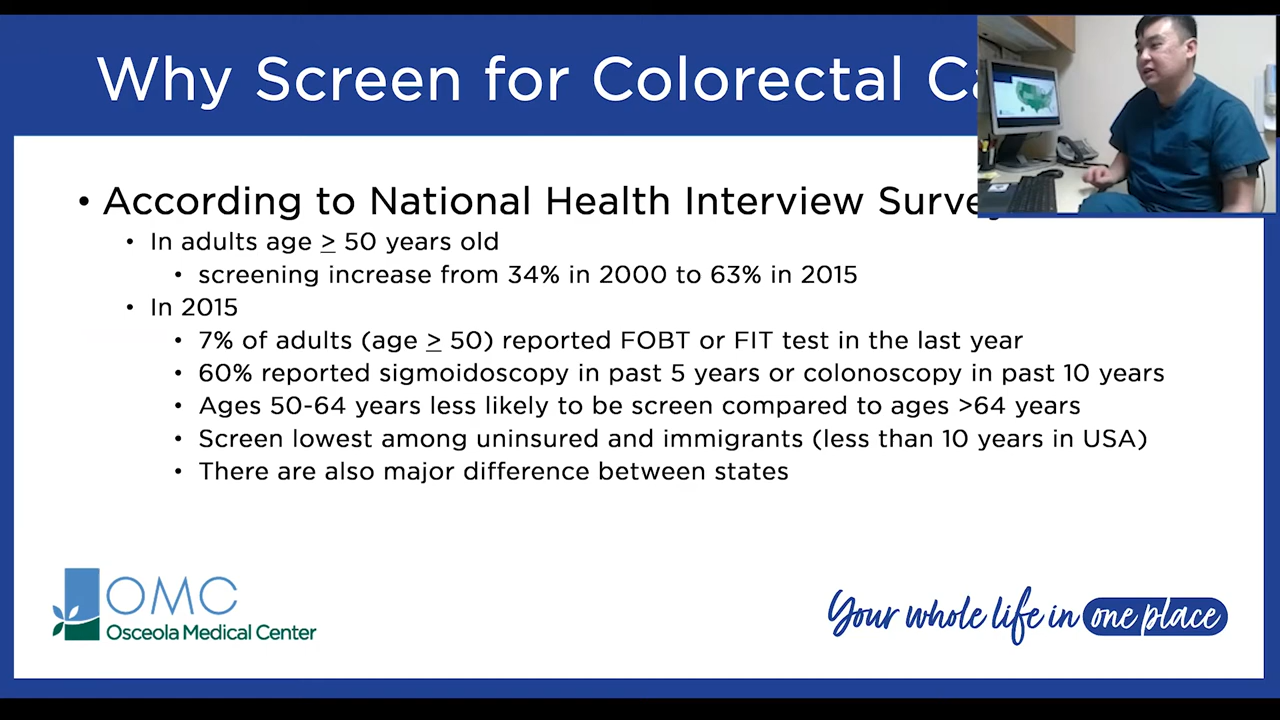 Why Screen for Colorectal
• According to National Health Interview
• In adults age ≥ 50 years old
• screening increase from 34% in 2000 to 63% in 2015
• In 2015
• 7% of adults (age ≥ 50) reported FOBT or FIT test in the last year
• 60% reported sigmoidoscopy in past 5 years or colonoscopy in past 10 years
• Ages 50-64 years less likely to be screen compared to ages >64 years
• Screen lowest among uninsured and immigrants (less than 10 years in USA)
• There are also major difference between states
OMC
Osceola Medical Center
Your whole life in one place